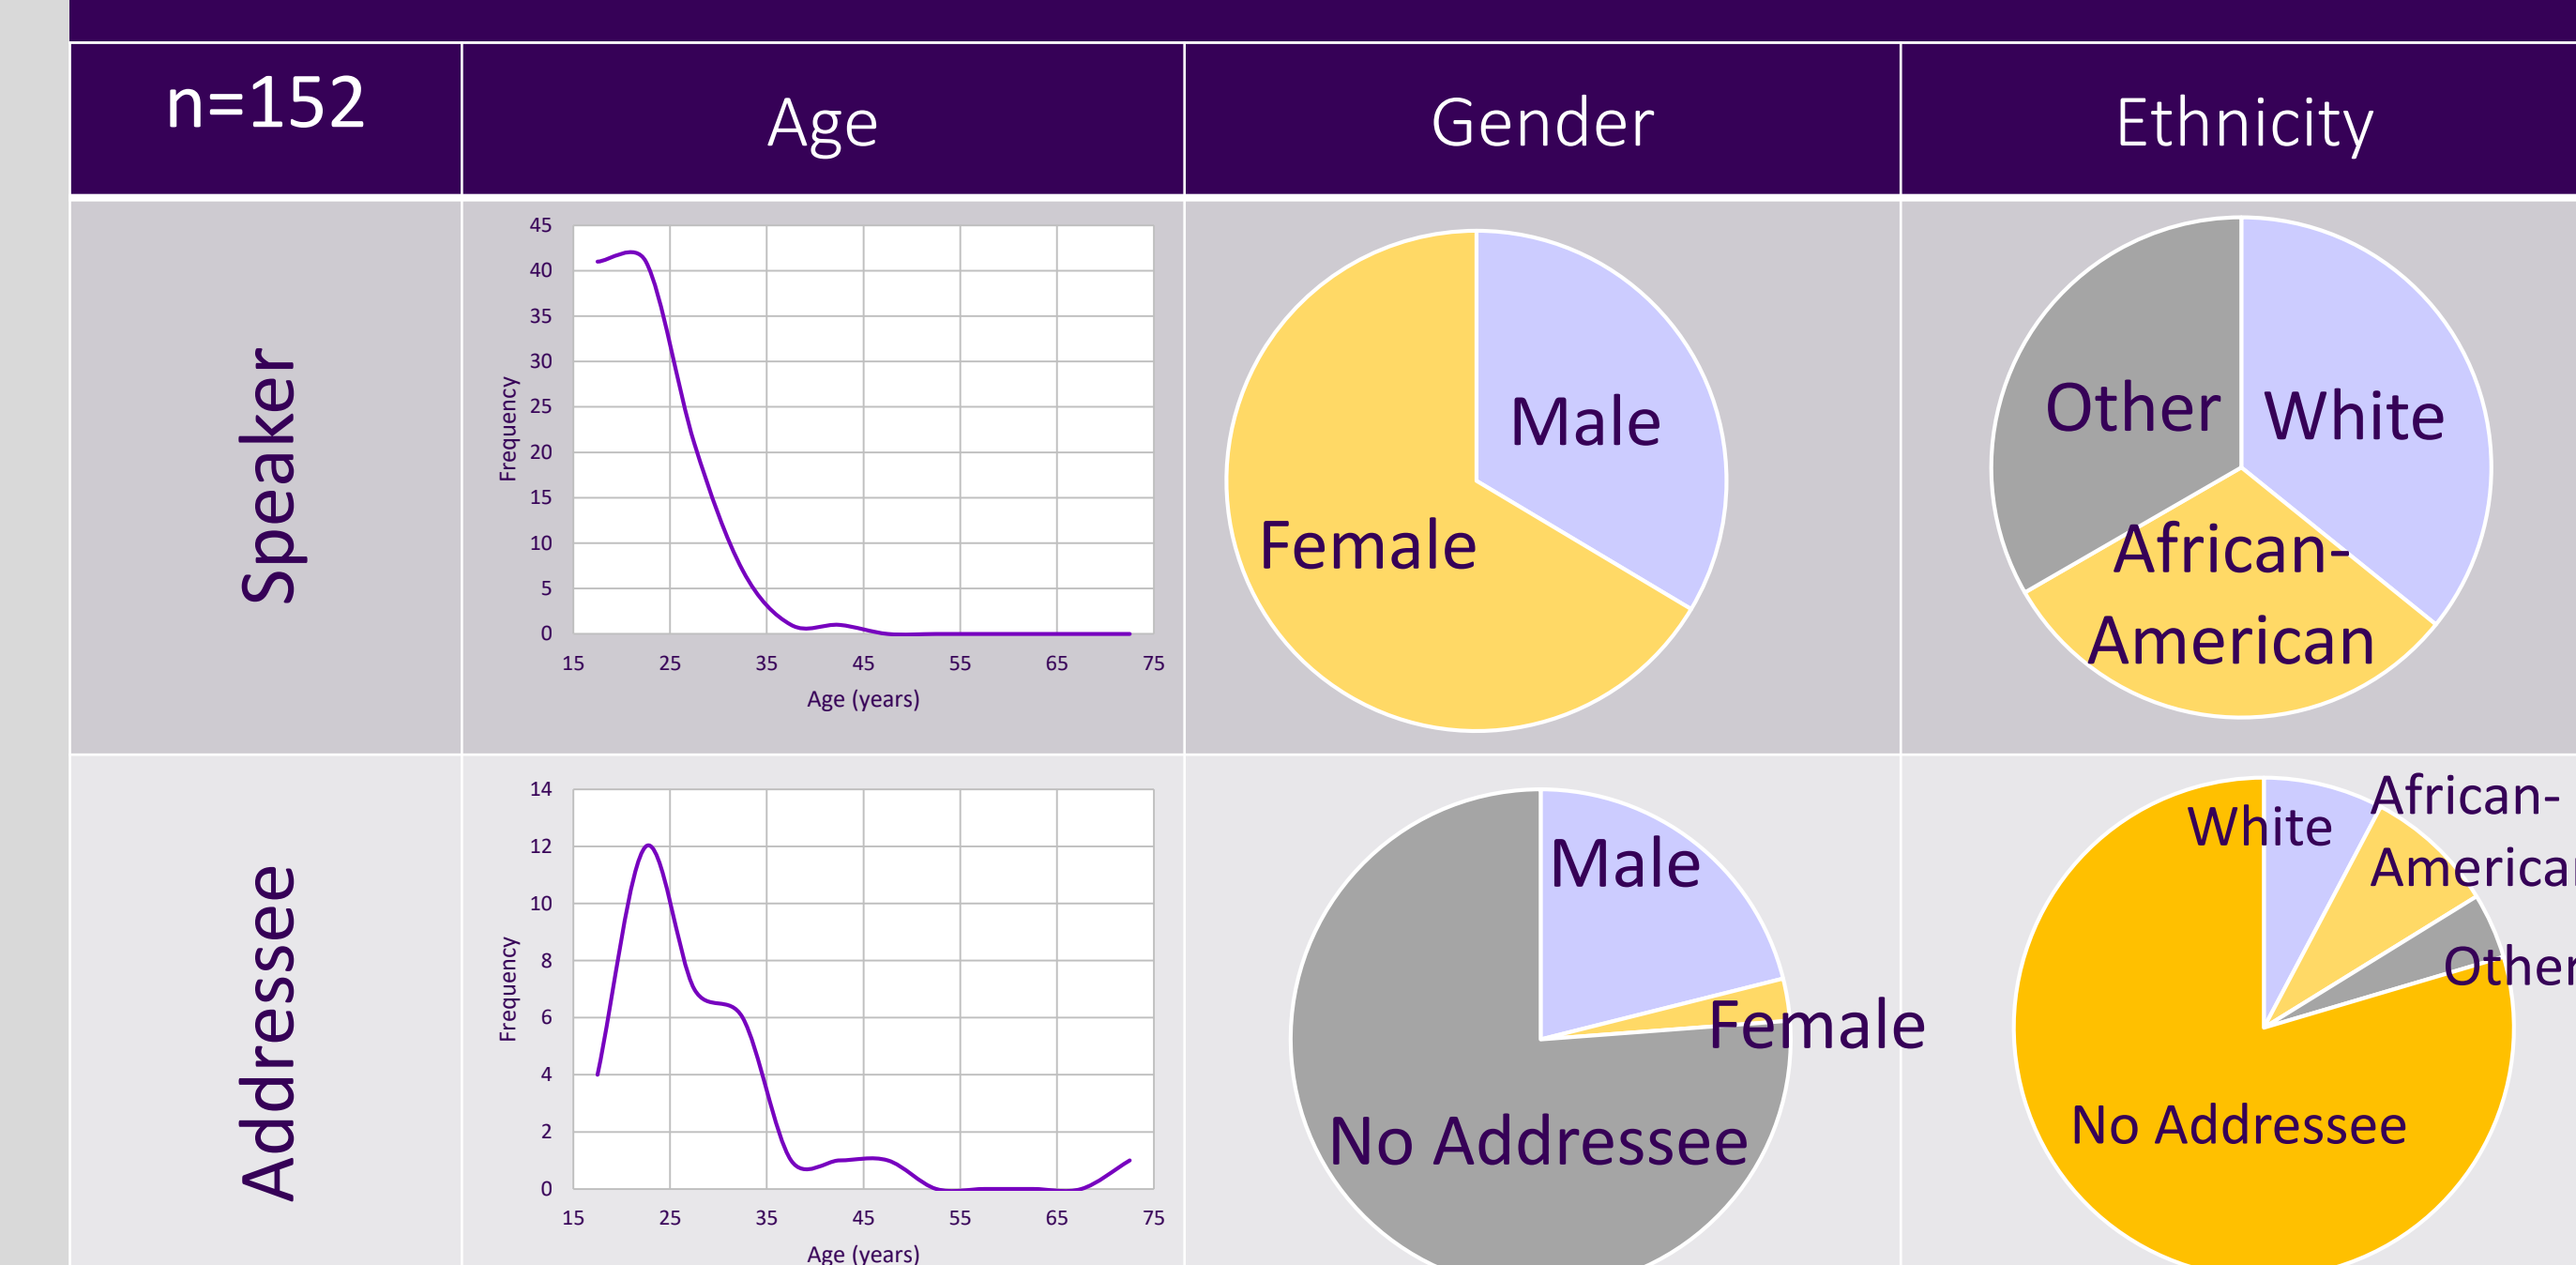 n=152
Age
Gender
Ethnicity
Speaker
45
40
35
30
25
20
15
10
5
0
Frequency
15 25 35 45 55 65 75
Age (years)
Male
Female
Other
White
African-
American
Addressee
14
12
10
8
6
4
2
0
Frequency
15 25 35 45 55 65 75
Age (years)
Male
Female
No Addressee
White
African-
American
Other
No Addressee